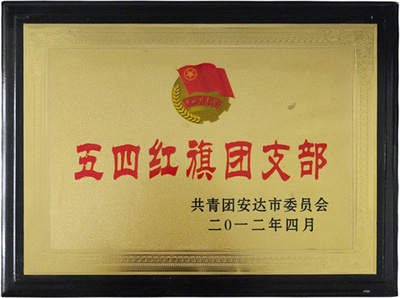 五四红旗团支部
共青团安达市委员会
二〇一二年四月